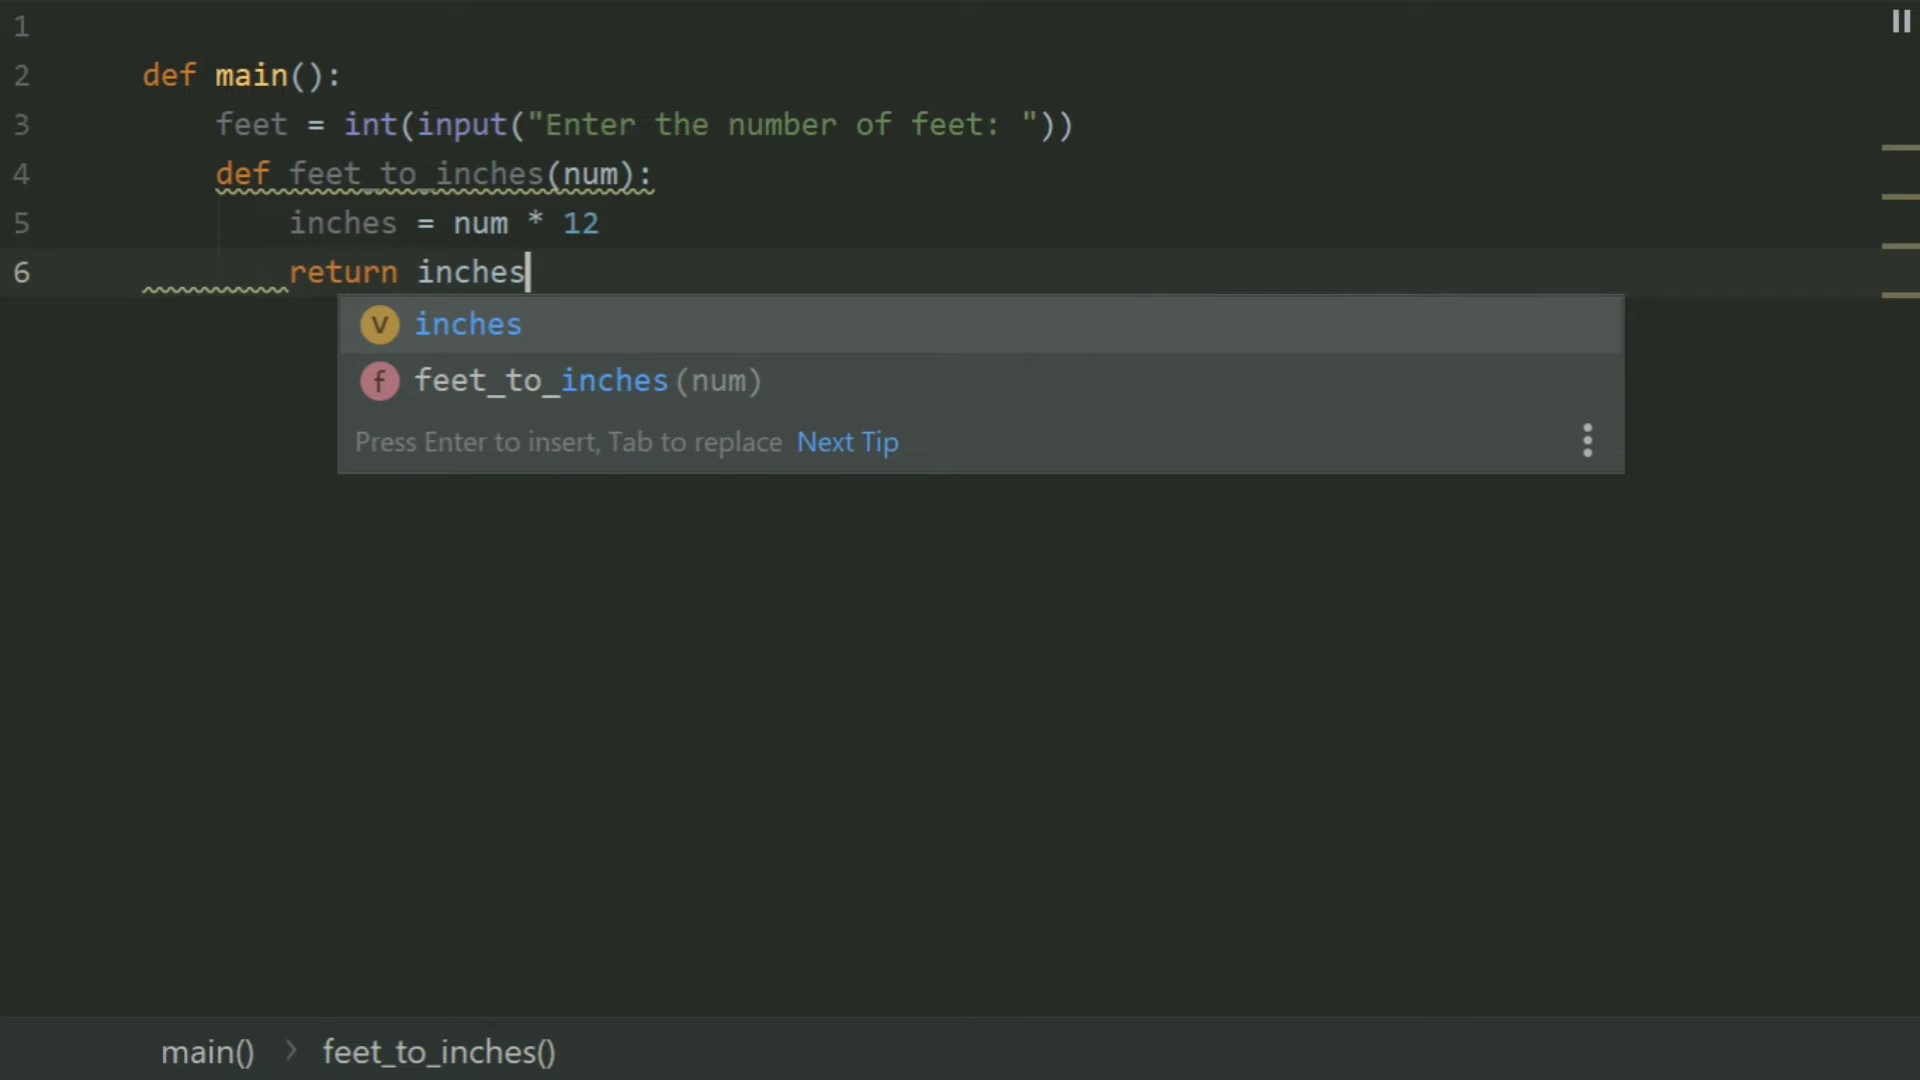 1
2 def main():
3 feet = int(input("Enter the number of feet: "))
4 def feet_to_inches(num):
5 inches = num * 12
6 return inches
v inches
f feet_to_inches(num)
Press Enter to insert, Tab to replace Next Tip
main() > feet_to_inches()